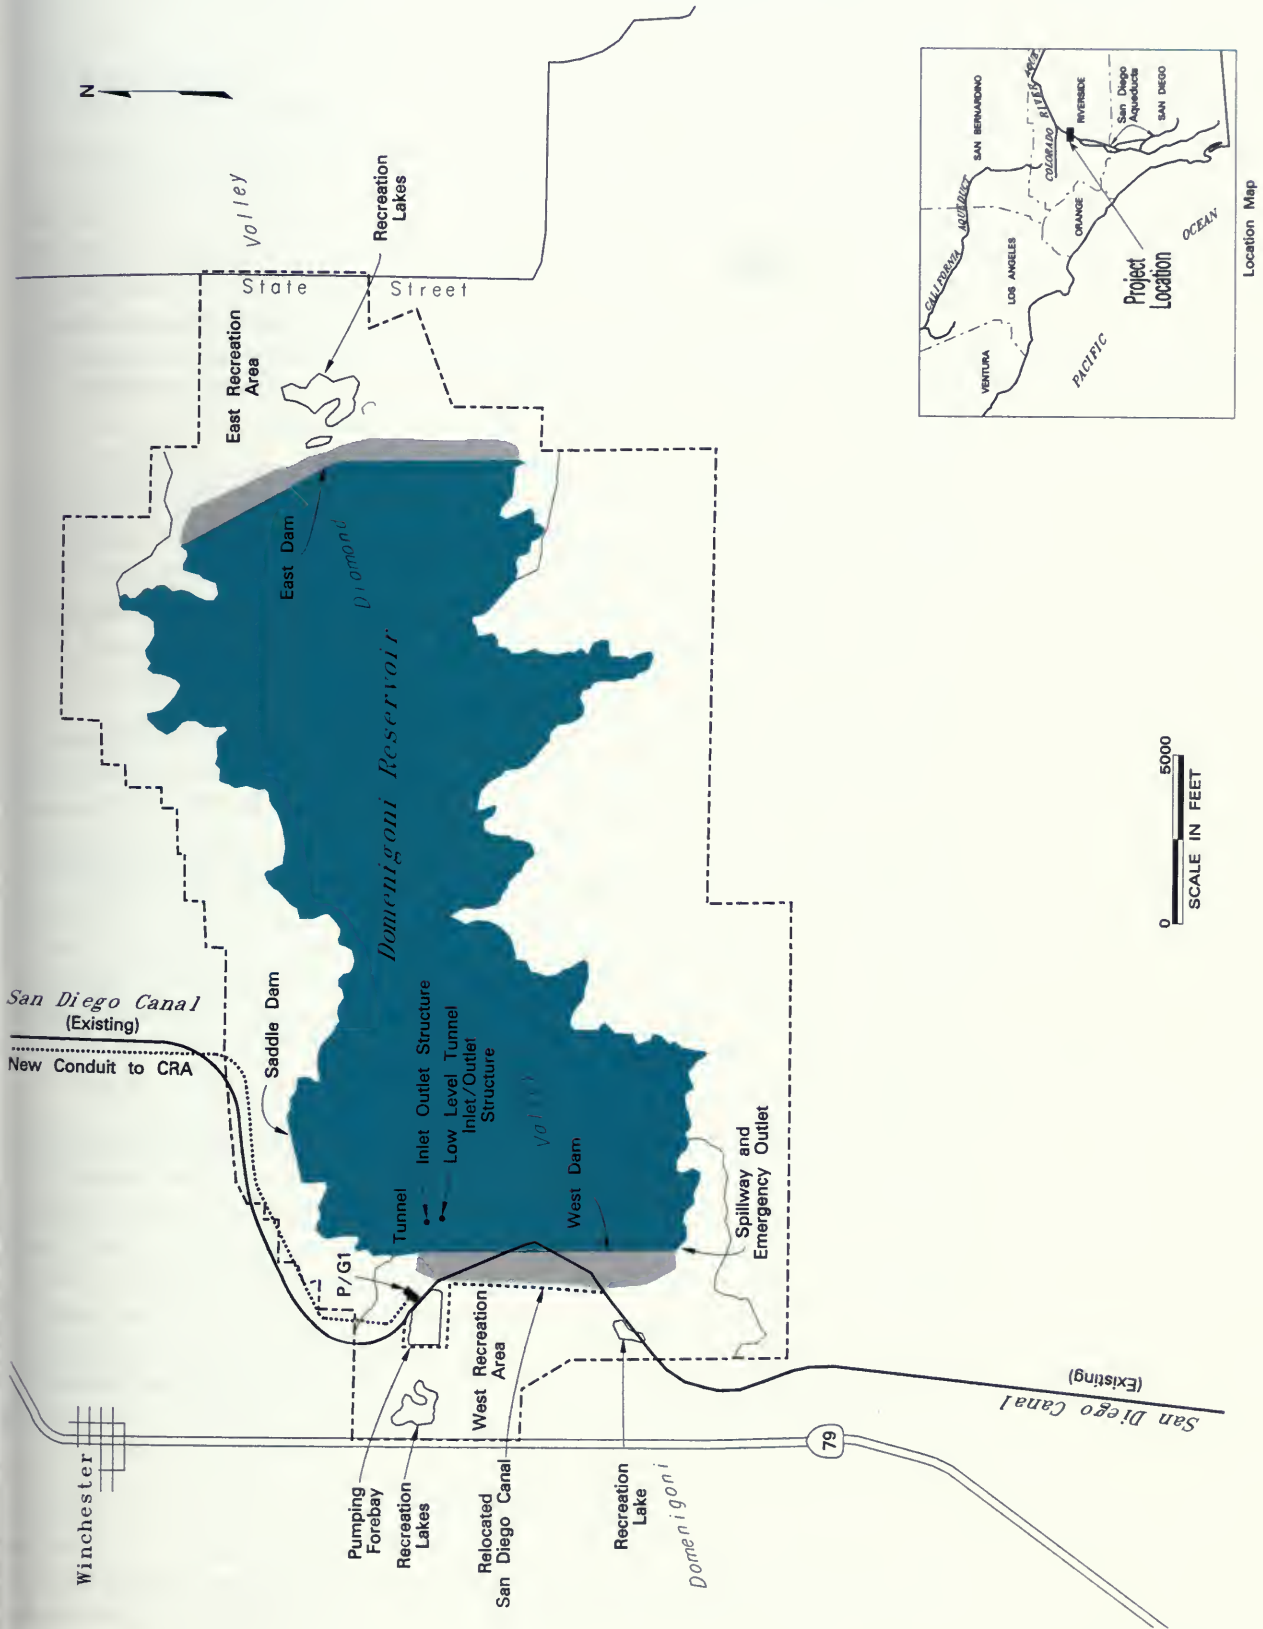 N
Winchester
San Diego Canal
(Existing)
New Conduit to CRA
Saddle Dam
East Recreation
Area
Valley
State Street
Recreation
Lakes
East Dam
Diamond
Domenigoni Reservoir
P/G1
Tunnel
Inlet Outlet Structure
Low Level Tunnel
Inlet/Outlet
Structure
Valley
West Dam
Spillway and
Emergency Outlet
Pumping
Forebay
Recreation
Lakes
West Recreation
Area
Relocated
San Diego Canal
Recreation
Lake
Domenigoni
79
San Diego Canal
(Existing)
0 5000
SCALE IN FEET
CALIFORNIA AQUEDUCT
SAN BERNARDINO
COLORADO RIVER AQUE
RIVERSIDE
San Diego
Aqueducts
SAN DIEGO
VENTURA
LOS ANGELES
ORANGE
Project
Location
PACIFIC OCEAN
Location Map